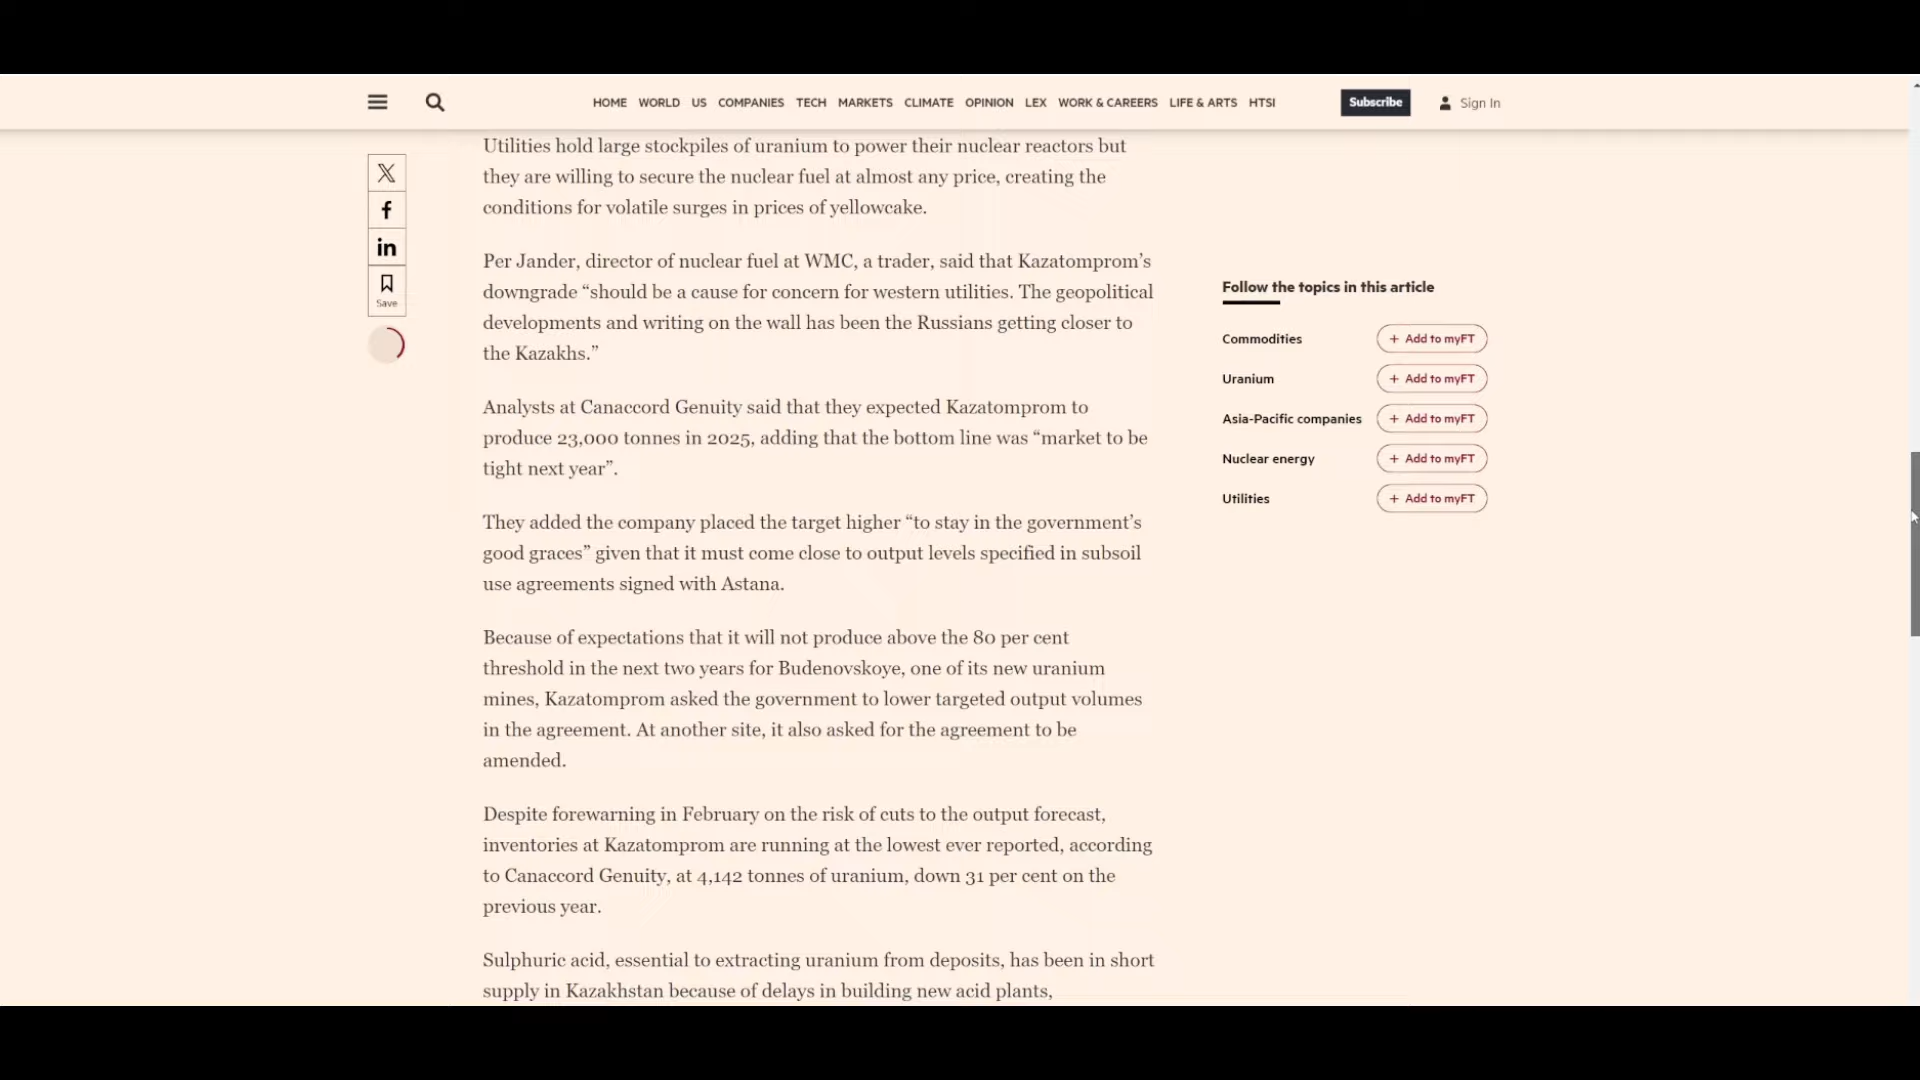 HOME WORLD US COMPANIES TECH MARKETS CLIMATE OPINION LEX WORK & CAREERS LIFE & ARTS HTSI Subscribe Sign In
Utilities hold large stockpiles of uranium to power their nuclear reactors but
they are willing to secure the nuclear fuel at almost any price, creating the
conditions for volatile surges in prices of yellowcake.
Per Jander, director of nuclear fuel at WMC, a trader, said that Kazatomprom’s
downgrade “should be a cause for concern for western utilities. The geopolitical
developments and writing on the wall has been the Russians getting closer to
the Kazakhs.”
Analysts at Canaccord Genuity said that they expected Kazatomprom to
produce 23,000 tonnes in 2025, adding that the bottom line was “market to be
tight next year”.
They added the company placed the target higher “to stay in the government’s
good graces” given that it must come close to output levels specified in subsoil
use agreements signed with Astana.
Because of expectations that it will not produce above the 80 per cent
threshold in the next two years for Budenovskoye, one of its new uranium
mines, Kazatomprom asked the government to lower targeted output volumes
in the agreement. At another site, it also asked for the agreement to be
amended.
Despite forewarning in February on the risk of cuts to the output forecast,
inventories at Kazatomprom are running at the lowest ever reported, according
to Canaccord Genuity, at 4,142 tonnes of uranium, down 31 per cent on the
previous year.
Sulphuric acid, essential to extracting uranium from deposits, has been in short
supply in Kazakhstan because of delays in building new acid plants,
Save
Follow the topics in this article
Commodities + Add to myFT
Uranium + Add to myFT
Asia-Pacific companies + Add to myFT
Nuclear energy + Add to myFT
Utilities + Add to myFT